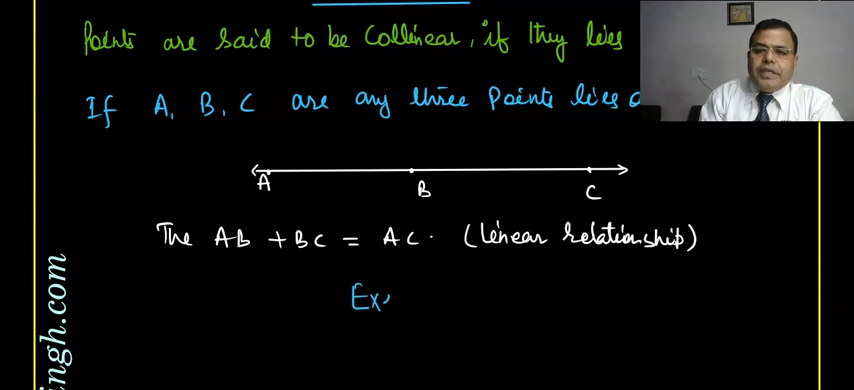 Points are said to be Collinear, if they lies
If A, B, C are any three points lies
A B C
The AB + BC = AC. (linear relationship)
Ex.
ingh.com